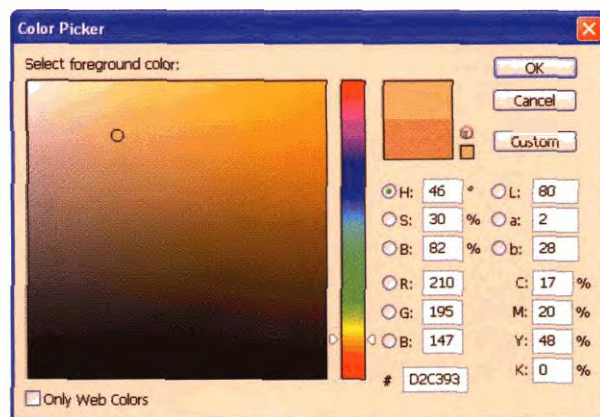 Color Picker
Select foreground color:
OK
Cancel
Custom
H: 46 ° L: 80
S: 30 % a: 2
B: 82 % b: 28
R: 210 C: 17 %
G: 195 M: 20 %
B: 147 Y: 48 %
# D2C393 K: 0 %
Only Web Colors